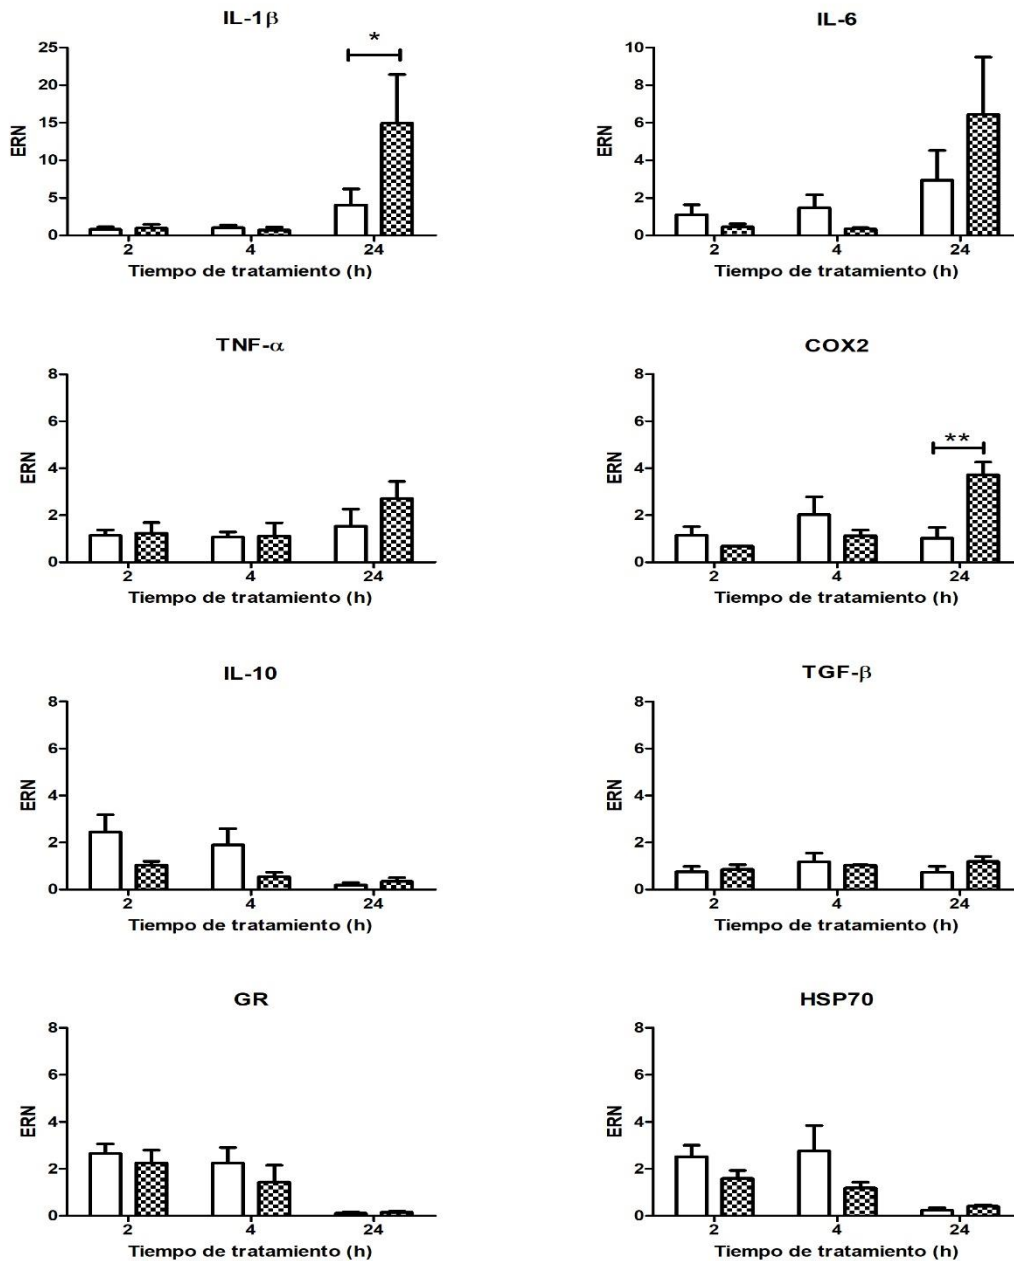 IL-1β
*
25
20
15
10
5
0
ERN
2 4 24
Tiempo de tratamiento (h)
IL-6
10
8
6
4
2
0
ERN
2 4 24
Tiempo de tratamiento (h)
TNF-α
8
6
4
2
0
ERN
2 4 24
Tiempo de tratamiento (h)
COX2
**
8
6
4
2
0
ERN
2 4 24
Tiempo de tratamiento (h)
IL-10
8
6
4
2
0
ERN
2 4 24
Tiempo de tratamiento (h)
TGF-β
8
6
4
2
0
ERN
2 4 24
Tiempo de tratamiento (h)
GR
8
6
4
2
0
ERN
2 4 24
Tiempo de tratamiento (h)
HSP70
8
6
4
2
0
ERN
2 4 24
Tiempo de tratamiento (h)